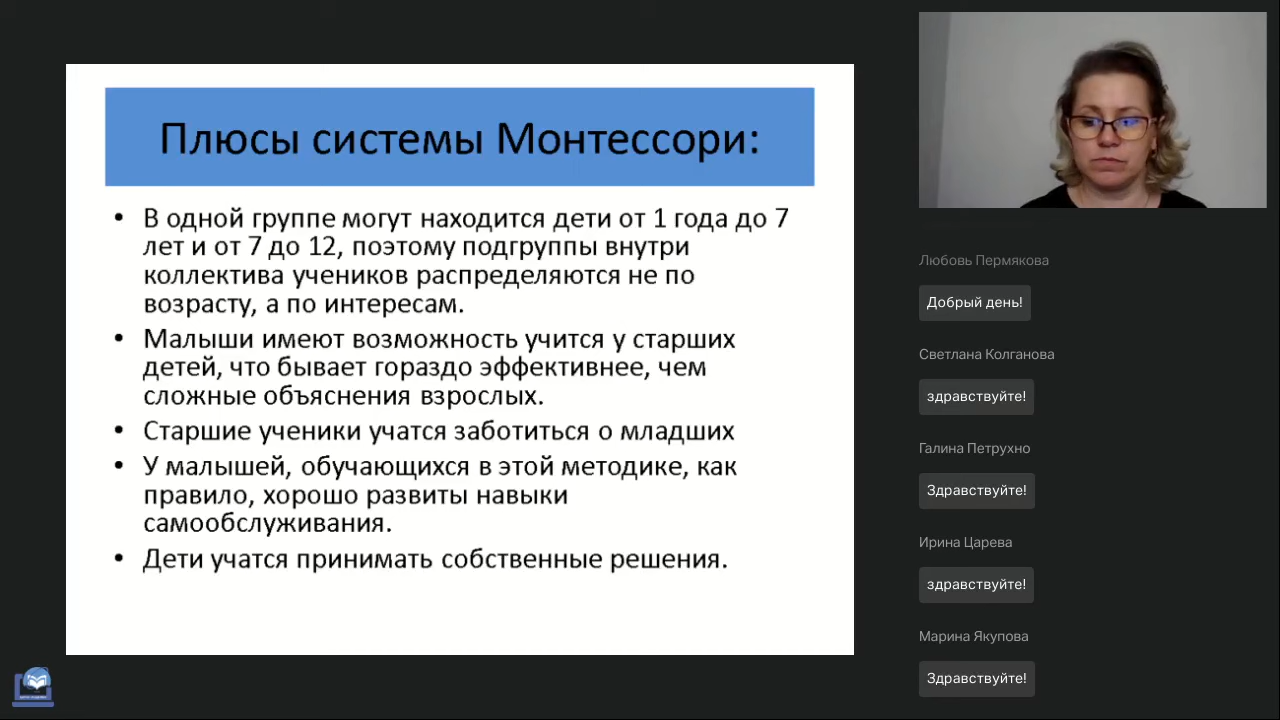 Плюсы системы Монтессори:
• В одной группе могут находится дети от 1 года до 7
лет и от 7 до 12, поэтому подгруппы внутри
коллектива учеников распределяются не по
возрасту, а по интересам.
• Малыши имеют возможность учится у старших
детей, что бывает гораздо эффективнее, чем
сложные объяснения взрослых.
• Старшие ученики учатся заботиться о младших
• У малышей, обучающихся в этой методике, как
правило, хорошо развиты навыки
самообслуживания.
• Дети учатся принимать собственные решения.
Любовь Пермякова
Добрый день!
Светлана Колганова
здравствуйте!
Галина Петрухно
Здравствуйте!
Ирина Царева
здравствуйте!
Марина Якупова
Здравствуйте!